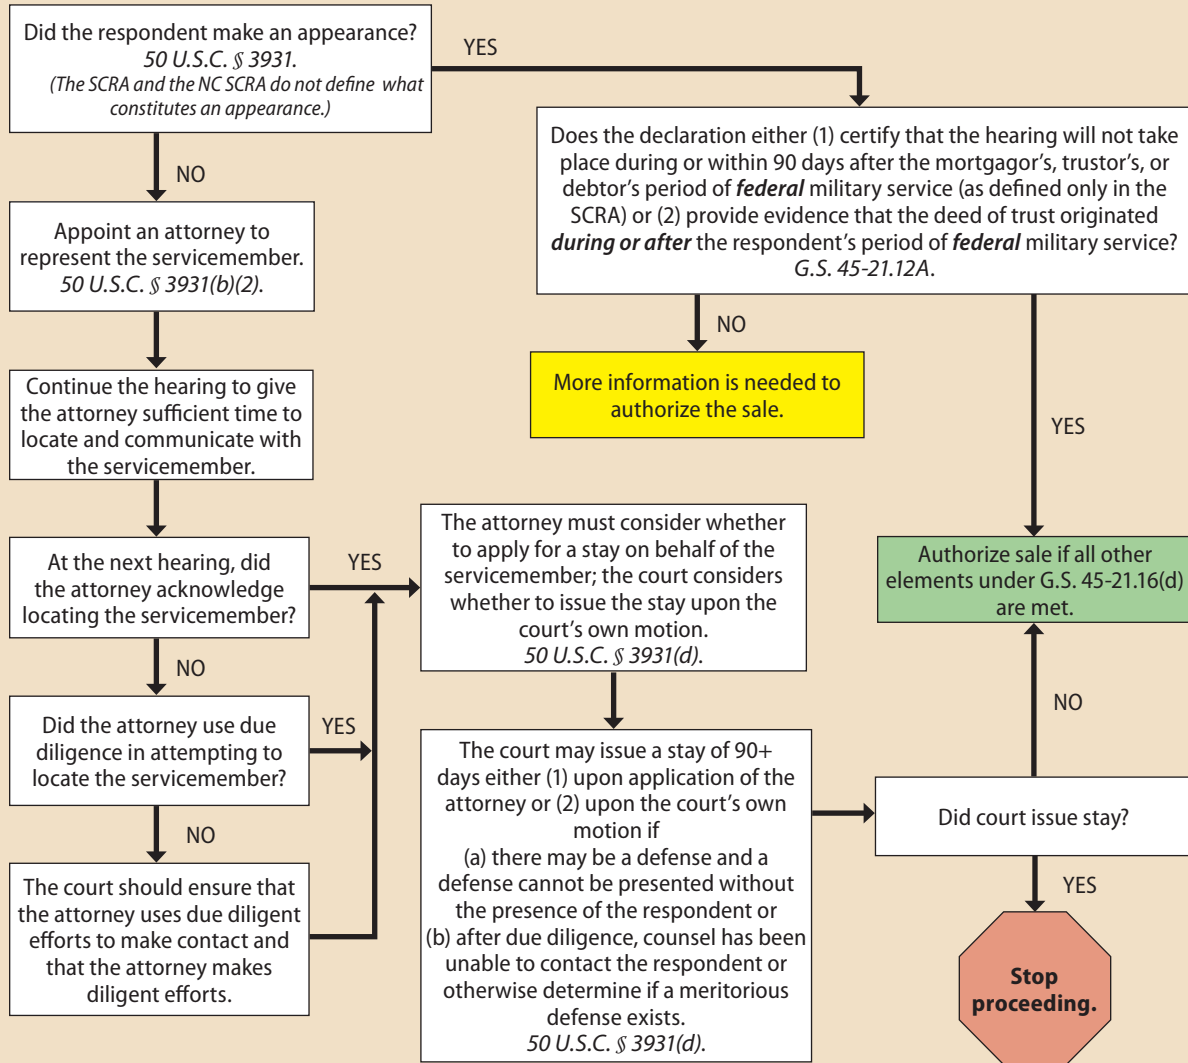 Did the respondent make an appearance?
50 U.S.C. § 3931.
(The SCRA and the NC SCRA do not define what
constitutes an appearance.)
YES
NO
Does the declaration either (1) certify that the hearing will not take
place during or within 90 days after the mortgagor’s, trustor’s, or
debtor’s period of federal military service (as defined only in the
SCRA) or (2) provide evidence that the deed of trust originated
during or after the respondent’s period of federal military service?
G.S. 45-21.12A.
Appoint an attorney to
represent the servicemember.
50 U.S.C. § 3931(b)(2).
NO
More information is needed to
authorize the sale.
YES
Continue the hearing to give
the attorney sufficient time to
locate and communicate with
the servicemember.
At the next hearing, did
the attorney acknowledge
locating the servicemember?
YES
The attorney must consider whether
to apply for a stay on behalf of the
servicemember; the court considers
whether to issue the stay upon the
court’s own motion.
50 U.S.C. § 3931(d).
Authorize sale if all other
elements under G.S. 45-21.16(d)
are met.
NO
Did the attorney use due
diligence in attempting to
locate the servicemember?
YES
NO
The court should ensure that
the attorney uses due diligent
efforts to make contact and
that the attorney makes
diligent efforts.
The court may issue a stay of 90+
days either (1) upon application of the
attorney or (2) upon the court’s own
motion if
(a) there may be a defense and a
defense cannot be presented without
the presence of the respondent or
(b) after due diligence, counsel has been
unable to contact the respondent or
otherwise determine if a meritorious
defense exists.
50 U.S.C. § 3931(d).
NO
Did court issue stay?
YES
Stop
proceeding.